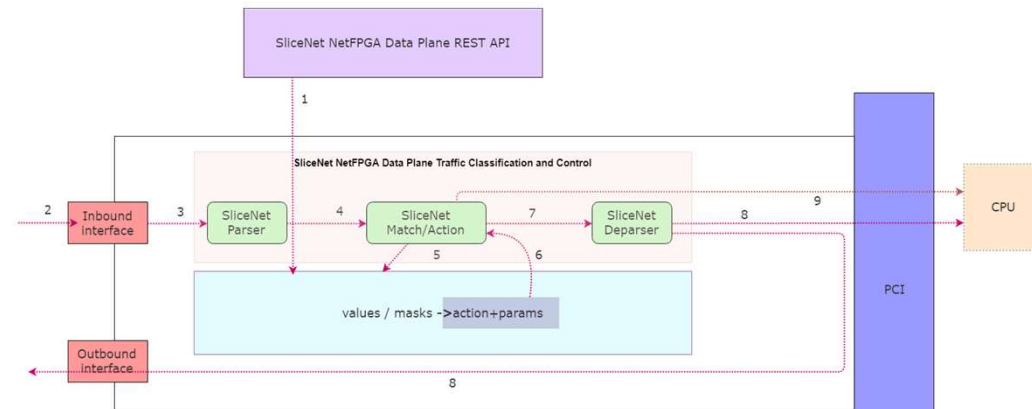 SliceNet NetFPGA Data Plane REST API
1
SliceNet NetFPGA Data Plane Traffic Classification and Control
2
Inbound
interface
3
SliceNet
Parser
4
SliceNet
Match/Action
7
SliceNet
Deparser
8
9
CPU
5
6
values / masks ->action+params
PCI
Outbound
interface
8